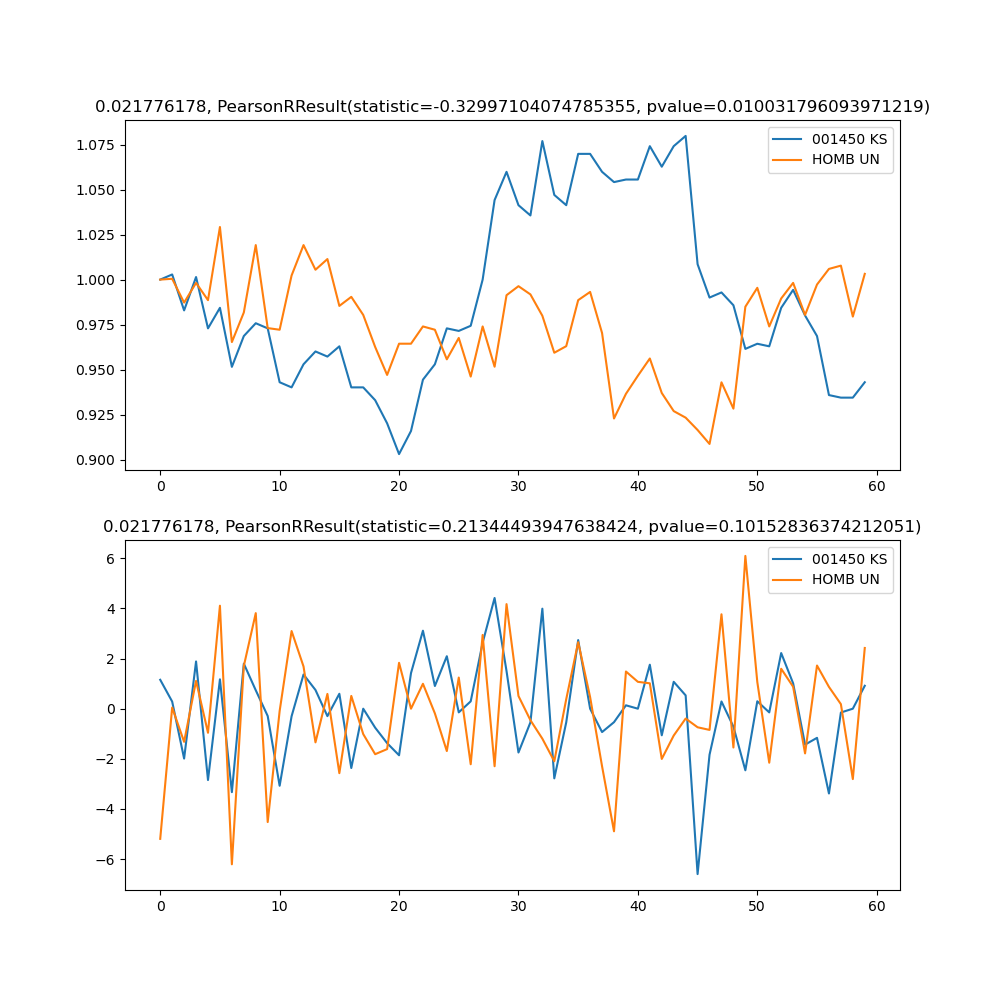 0.021776178, PearsonRResult(statistic=-0.32997104074785355, pvalue=0.010031796093971219)
001450 KS
HOMB UN
1.075
1.050
1.025
1.000
0.975
0.950
0.925
0.900
0 10 20 30 40 50 60
0.021776178, PearsonRResult(statistic=0.21344493947638424, pvalue=0.10152836374212051)
001450 KS
HOMB UN
6
4
2
0
−2
−4
−6
0 10 20 30 40 50 60